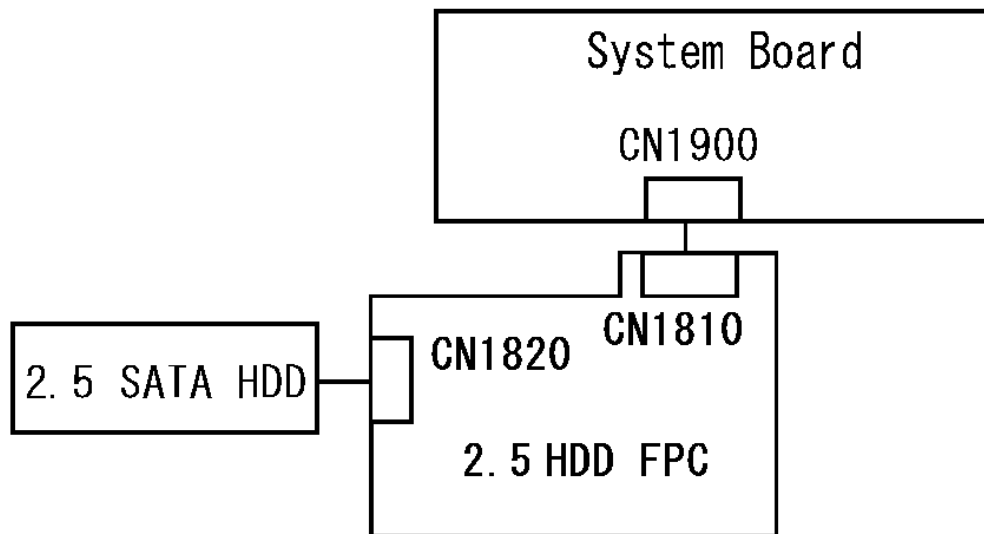 System Board
CN1900
CN1810
CN1820
2.5 SATA HDD
2.5 HDD FPC